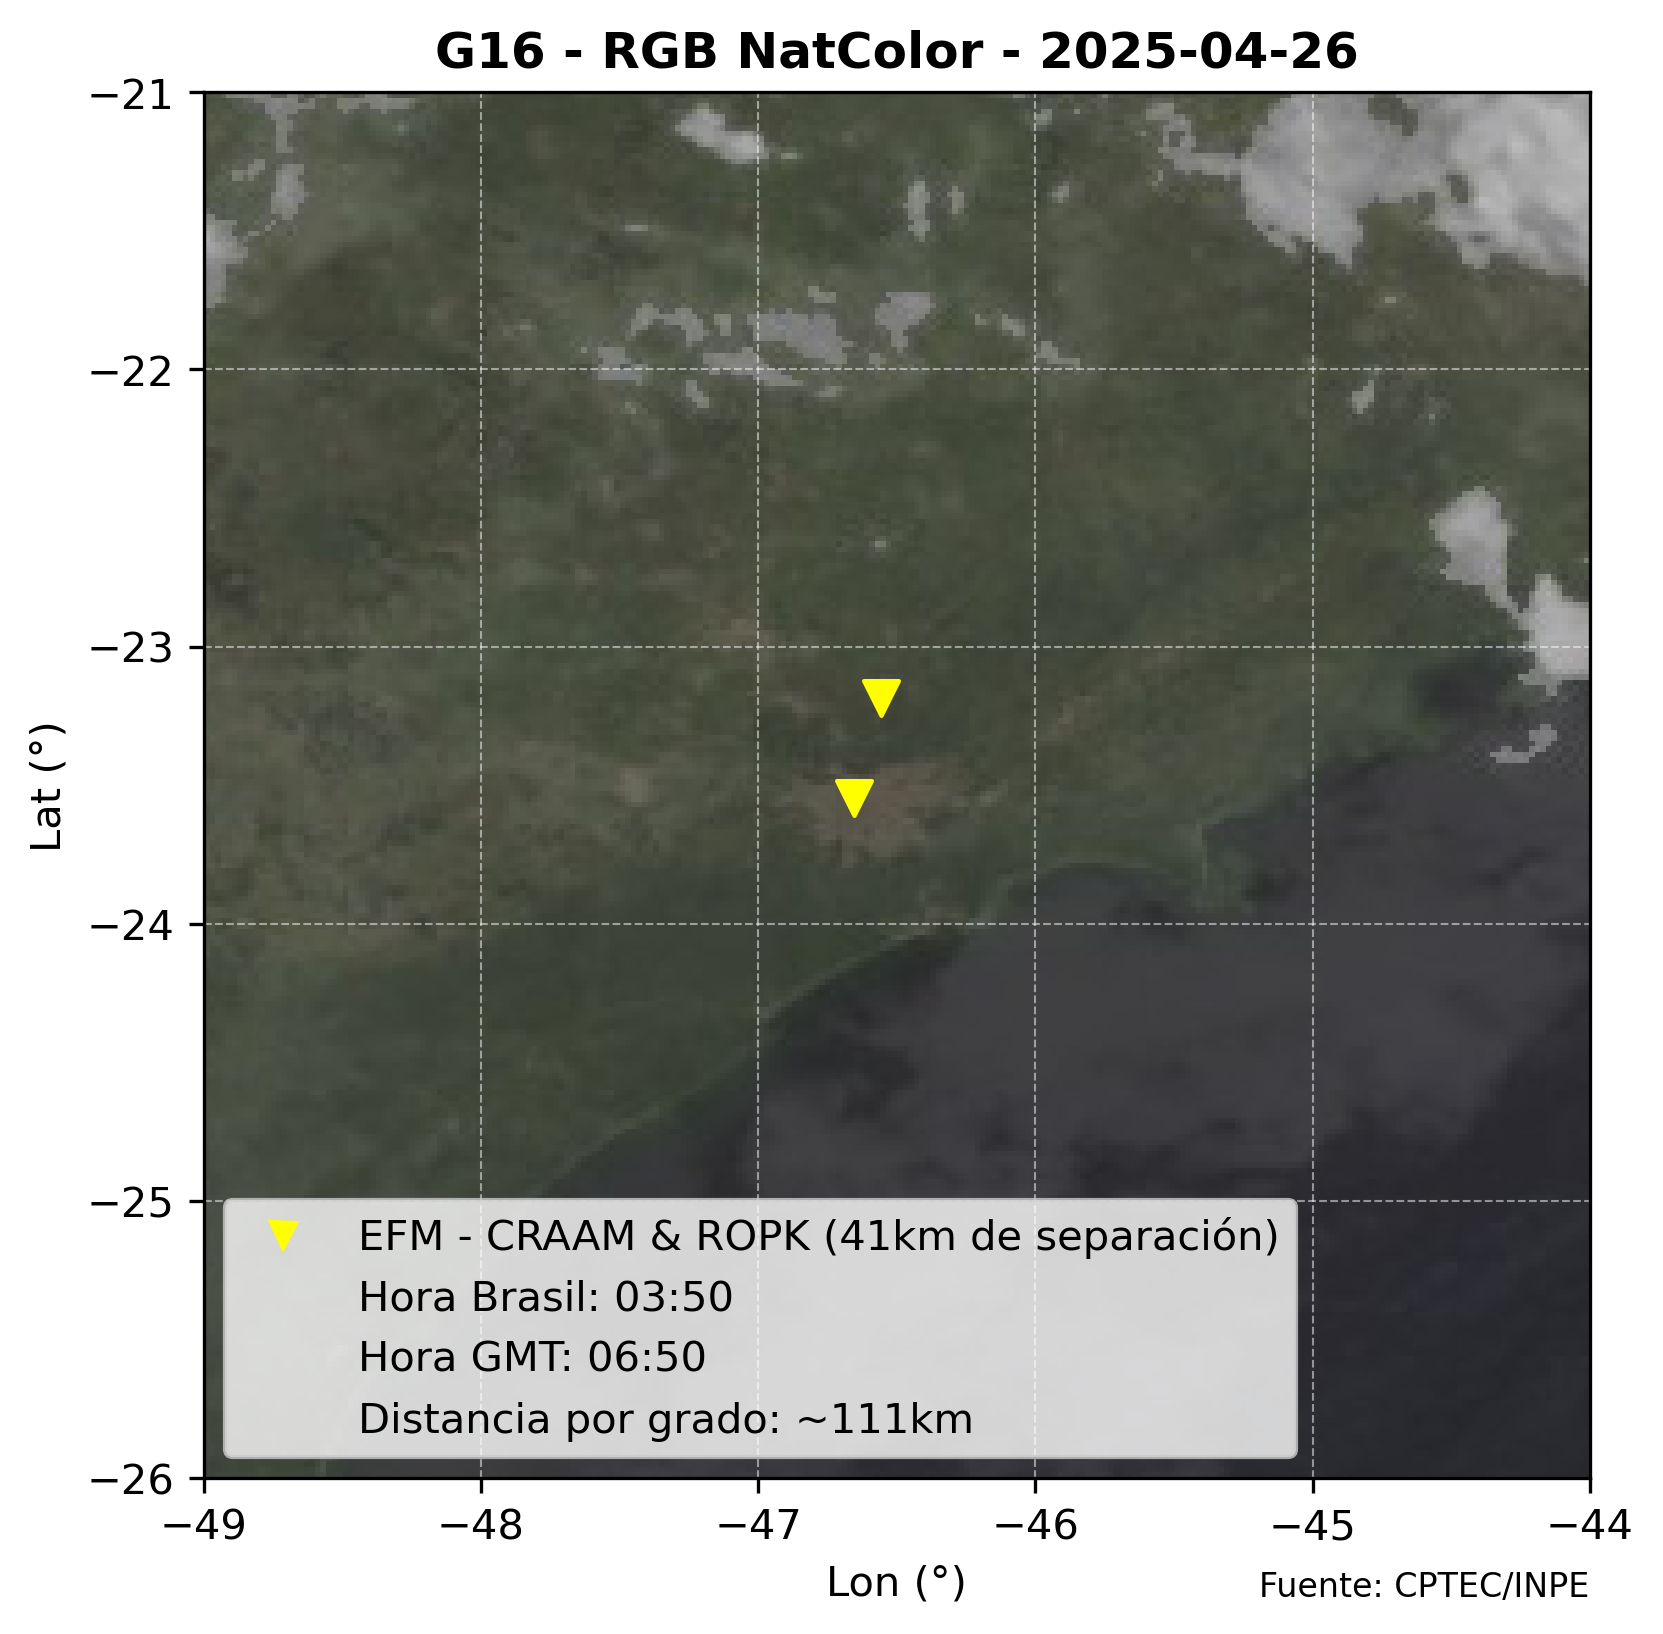 G16 - RGB NatColor - 2025-04-26
−21
−22
−23
−24
−25
−26
Lat (°)
EFM - CRAAM & ROPK (41km de separación)
Hora Brasil: 03:50
Hora GMT: 06:50
Distancia por grado: ~111km
−49 −48 −47 −46 −45 −44
Lon (°)
Fuente: CPTEC/INPE